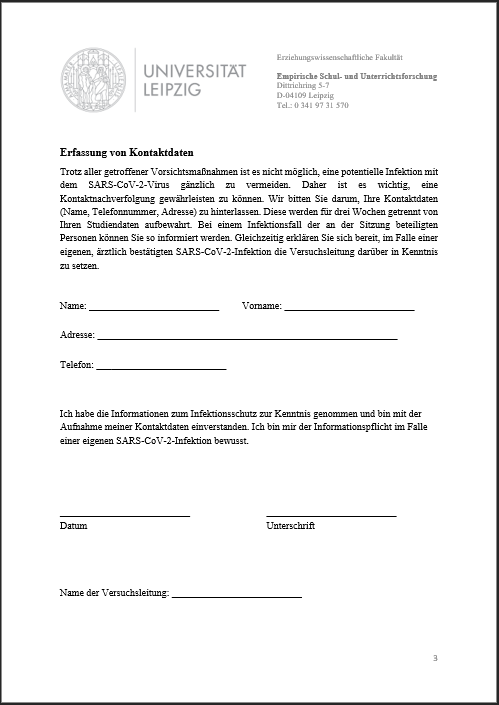 UNIVERSITÄT
LEIPZIG
Erziehungswissenschaftliche Fakultät
Empirische Schul- und Unterrichtsforschung
Dittrichring 5-7
D-04109 Leipzig
Tel.: 0 341 97 31 570
Erfassung von Kontaktdaten
Trotz aller getroffener Vorsichtsmaßnahmen ist es nicht möglich, eine potentielle Infektion mit
dem SARS-CoV-2-Virus gänzlich zu vermeiden. Daher ist es wichtig, eine
Kontaktnachverfolgung gewährleisten zu können. Wir bitten Sie darum, Ihre Kontaktdaten
(Name, Telefonnummer, Adresse) zu hinterlassen. Diese werden für drei Wochen getrennt von
Ihren Studiendaten aufbewahrt. Bei einem Infektionsfall der an der Sitzung beteiligten
Personen können Sie so informiert werden. Gleichzeitig erklären Sie sich bereit, im Falle einer
eigenen, ärztlich bestätigten SARS-CoV-2-Infektion die Versuchsleitung darüber in Kenntnis
zu setzen.
Name: __________________________ Vorname: __________________________
Adresse: ____________________________________________________________
Telefon: __________________________
Ich habe die Informationen zum Infektionsschutz zur Kenntnis genommen und bin mit der
Aufnahme meiner Kontaktdaten einverstanden. Ich bin mir der Informationspflicht im Falle
einer eigenen SARS-CoV-2-Infektion bewusst.
Datum Unterschrift
Name der Versuchsleitung: __________________________
3